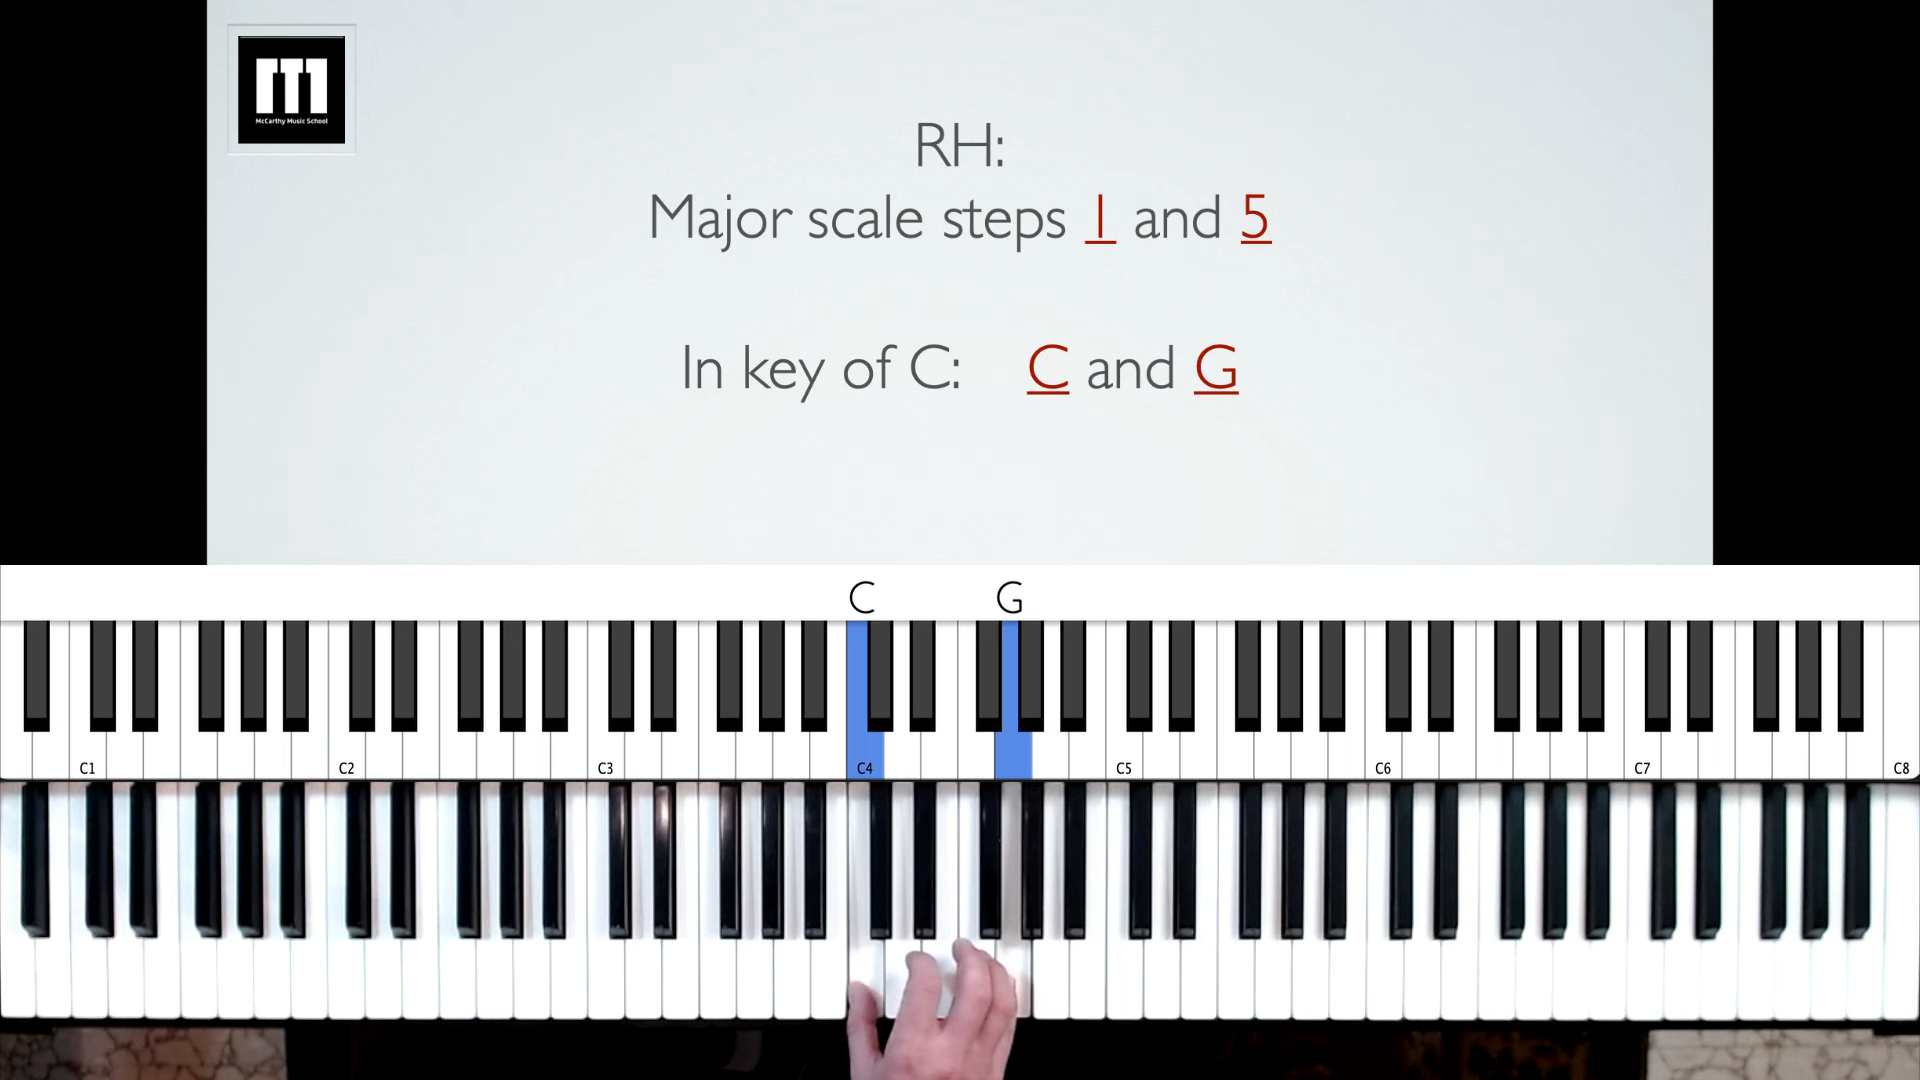 McCarthy Music School
RH:
Major scale steps 1 and 5
In key of C: C and G
C G
C1 C2 C3 C4 C5 C6 C7 C8